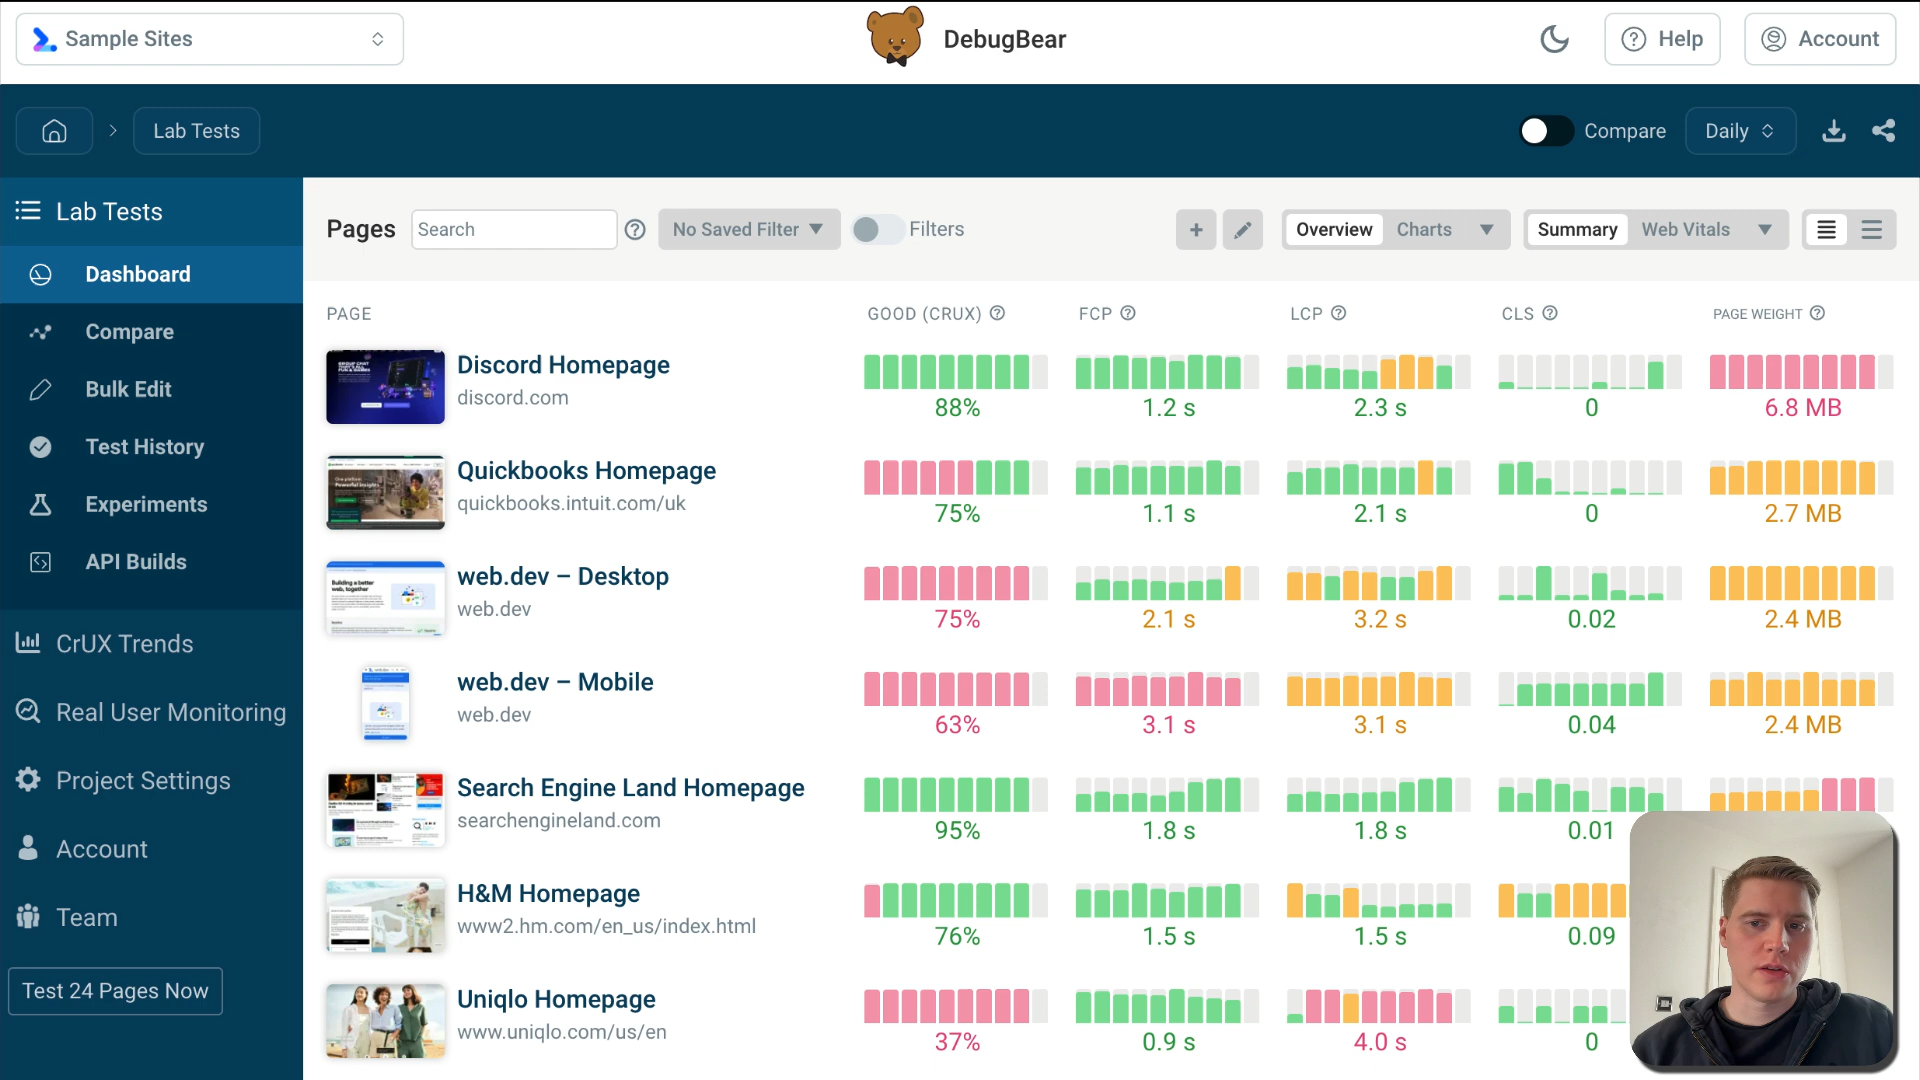 Sample Sites
DebugBear
Help
Account
Lab Tests
Compare
Daily
Lab Tests
Dashboard
Compare
Bulk Edit
Test History
Experiments
API Builds
CrUX Trends
Real User Monitoring
Project Settings
Account
Team
Test 24 Pages Now
Pages
Search
No Saved Filter
Filters
Overview
Charts
Summary
Web Vitals
PAGE
GOOD (CRUX)
FCP
LCP
CLS
PAGE WEIGHT
Discord Homepage
discord.com
88%
1.2 s
2.3 s
0
6.8 MB
Quickbooks Homepage
quickbooks.intuit.com/uk
75%
1.1 s
2.1 s
0
2.7 MB
web.dev – Desktop
web.dev
75%
2.1 s
3.2 s
0.02
2.4 MB
web.dev – Mobile
web.dev
63%
3.1 s
3.1 s
0.04
2.4 MB
Search Engine Land Homepage
searchengineland.com
95%
1.8 s
1.8 s
0.01
H&M Homepage
www2.hm.com/en_us/index.html
76%
1.5 s
1.5 s
0.09
Uniqlo Homepage
www.uniqlo.com/us/en
37%
0.9 s
4.0 s
0
Building a better
web, together